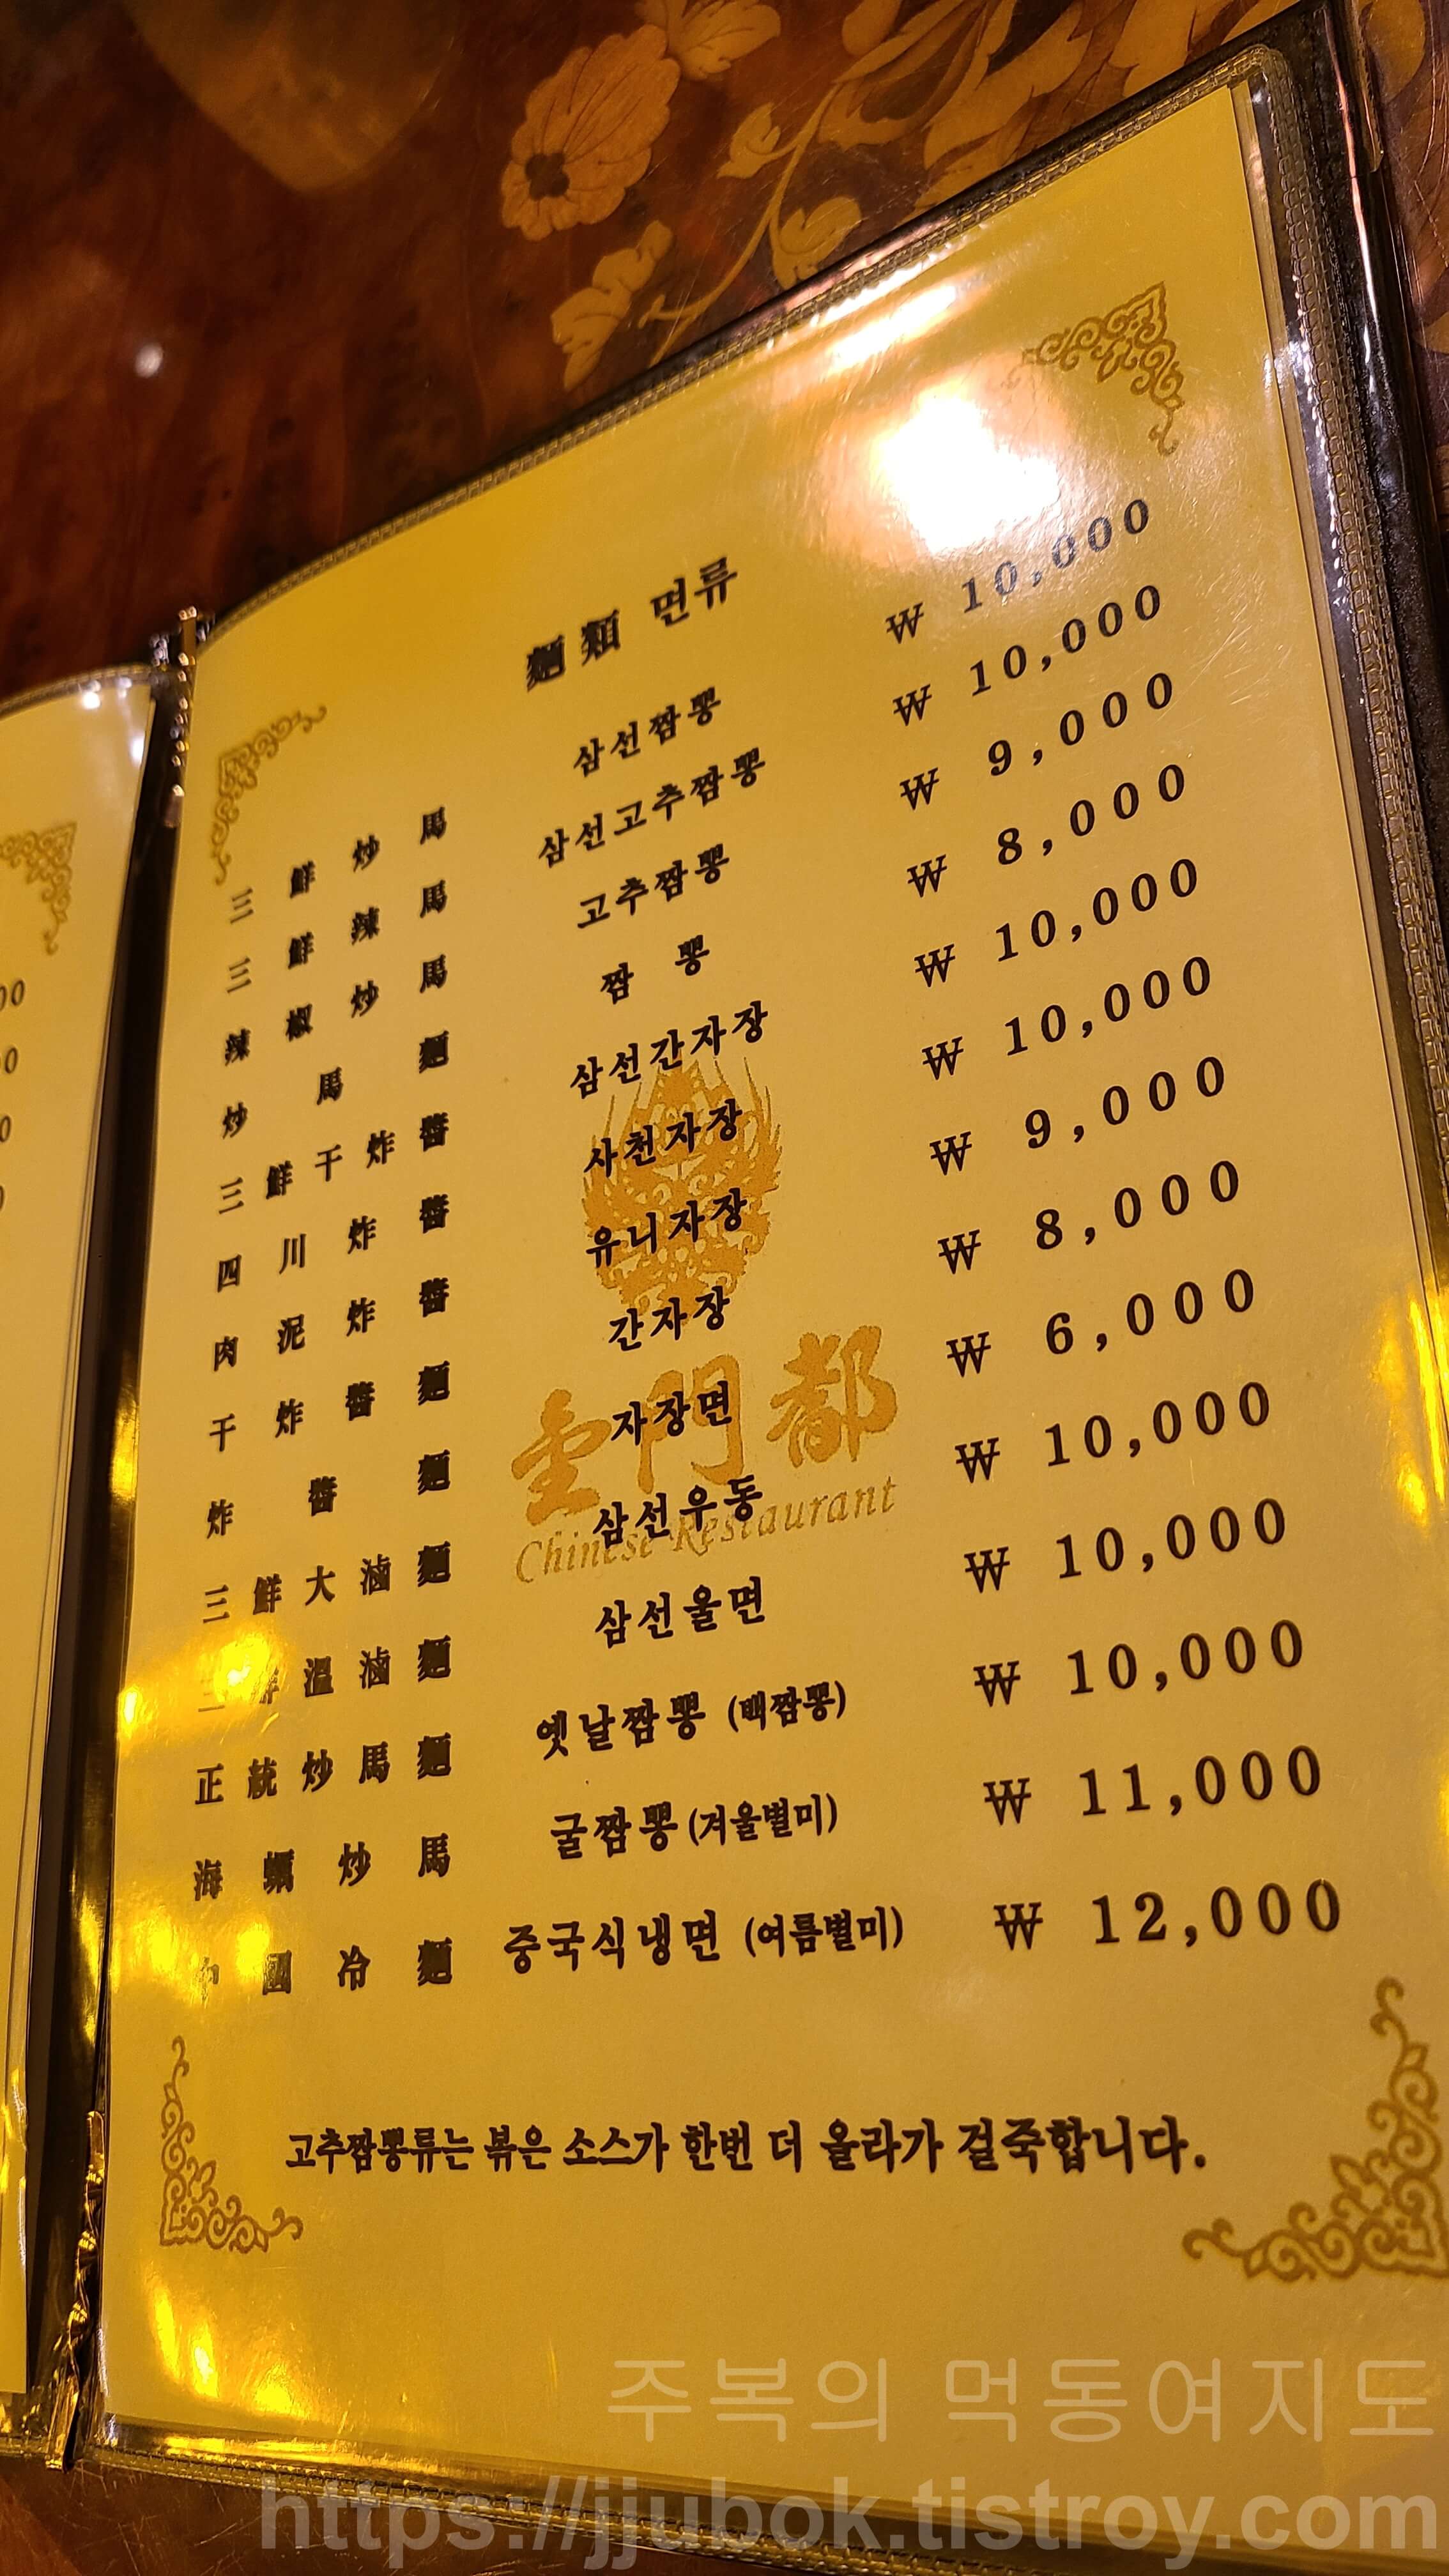 麵類 면류
三鮮炒馬 삼선짬뽕 ₩ 10,000
三鮮辣馬 삼선고추짬뽕 ₩ 10,000
辣椒炒馬 고추짬뽕 ₩ 9,000
炒馬麵 짬 뽕 ₩ 8,000
三鮮干炸醬 삼선간자장 ₩ 10,000
四川炸醬 사천자장 ₩ 10,000
肉泥炸醬 유니자장 ₩ 9,000
干炸醬麵 간자장 ₩ 8,000
炸醬麵 자장면 ₩ 6,000
三鮮大滷麵 삼선우동 ₩ 10,000
三鮮溫滷麵 삼선울면 ₩ 10,000
正統炒馬麵 옛날짬뽕 (백짬뽕) ₩ 10,000
海蠣炒馬 굴짬뽕 (겨울별미) ₩ 11,000
中國冷麵 중국식냉면 (여름별미) ₩ 12,000
門都
Chinese Restaurant
고추짬뽕류는 볶은 소스가 한번 더 올라가 걸죽합니다.
주복의 먹동여지도
https://jjubok.tistroy.com